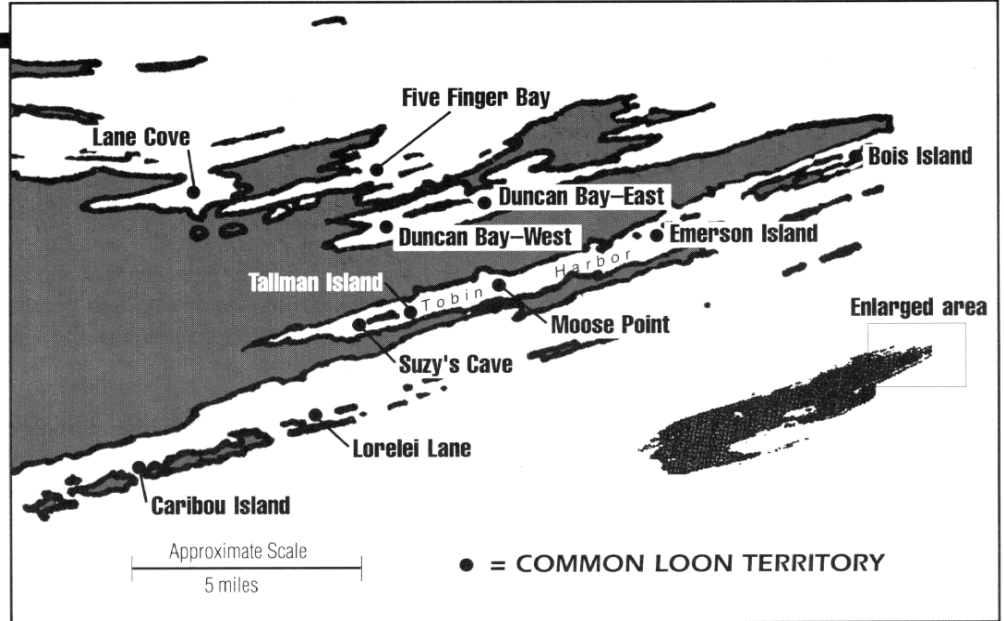 Five Finger Bay
Lane Cove
Bois Island
Duncan Bay–East
Duncan Bay–West
Emerson Island
Tallman Island
Tobin Harbor
Enlarged area
Moose Point
Suzy's Cave
Lorelei Lane
Caribou Island
Approximate Scale
5 miles
● = COMMON LOON TERRITORY